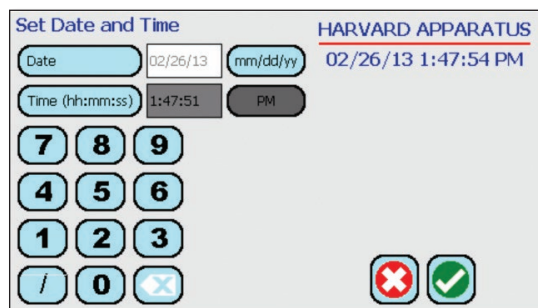 Set Date and Time
HARVARD APPARATUS
02/26/13 1:47:54 PM
Date 02/26/13 mm/dd/yy
Time (hh:mm:ss) 1:47:51 PM
7 8 9
4 5 6
1 2 3
/ 0